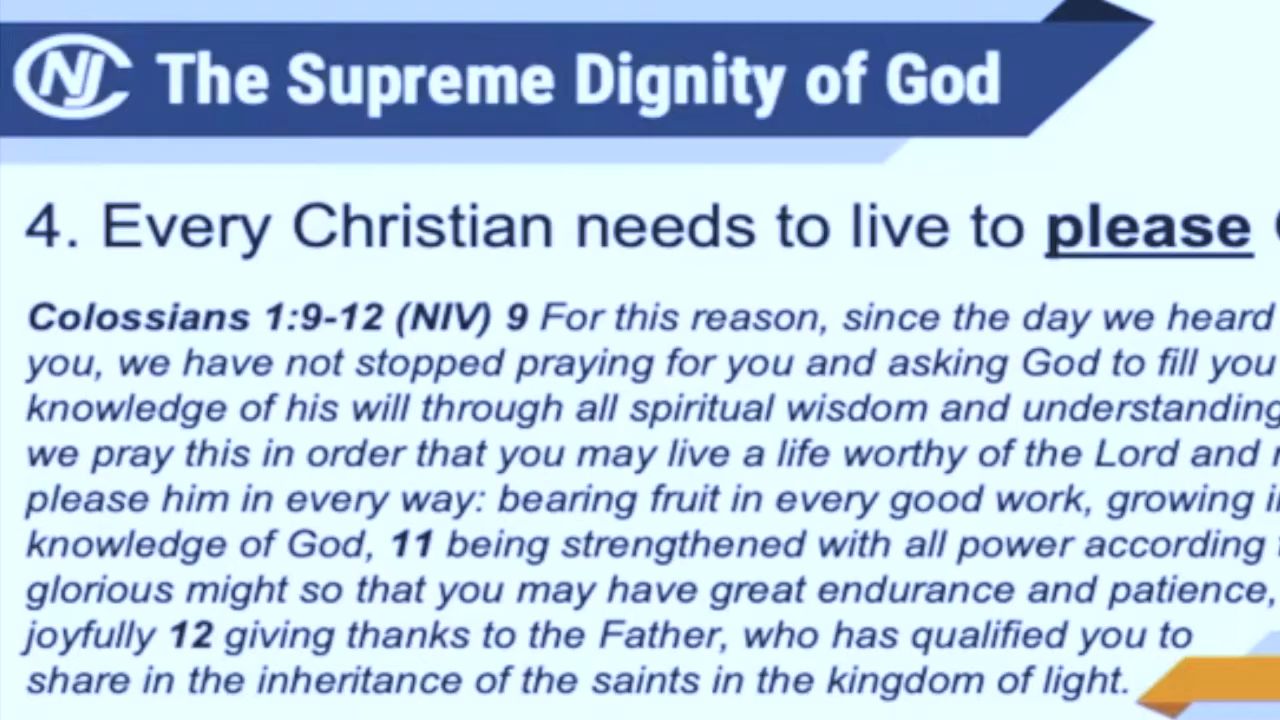 NJC The Supreme Dignity of God
4. Every Christian needs to live to please
Colossians 1:9-12 (NIV) 9 For this reason, since the day we heard
you, we have not stopped praying for you and asking God to fill you
knowledge of his will through all spiritual wisdom and understanding
we pray this in order that you may live a life worthy of the Lord and
please him in every way: bearing fruit in every good work, growing
knowledge of God, 11 being strengthened with all power according
glorious might so that you may have great endurance and patience,
joyfully 12 giving thanks to the Father, who has qualified you to
share in the inheritance of the saints in the kingdom of light.